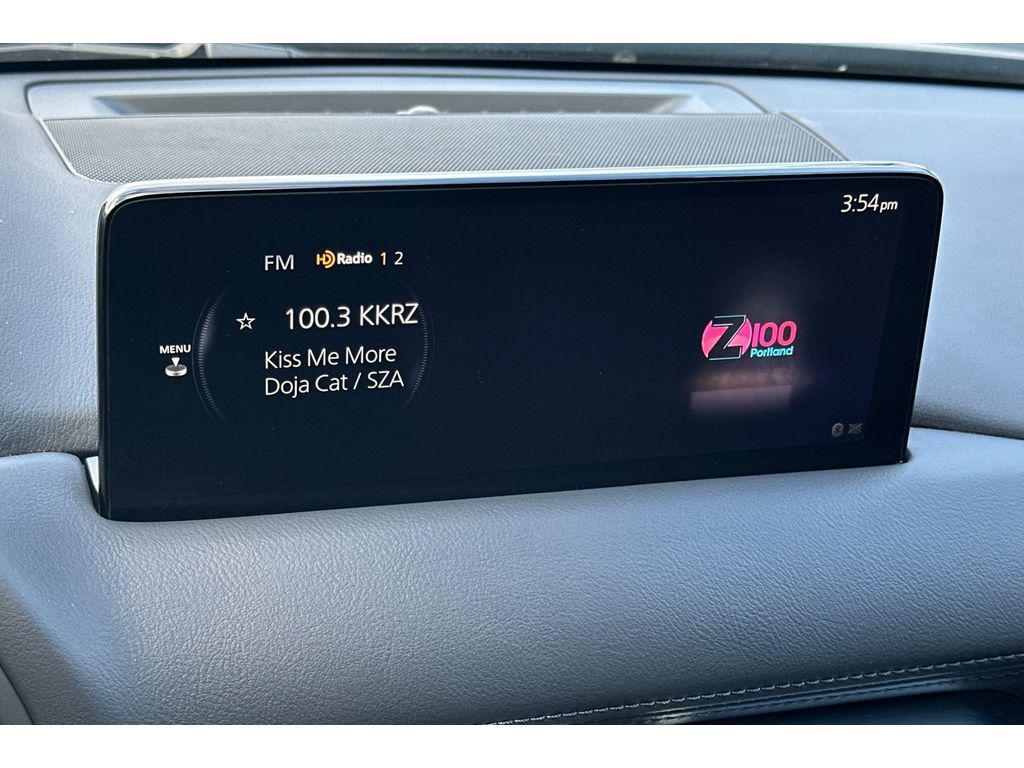 3:54pm
FM HD Radio 1 2
100.3 KKRZ
MENU
Kiss Me More
Doja Cat / SZA
Z100
Portland